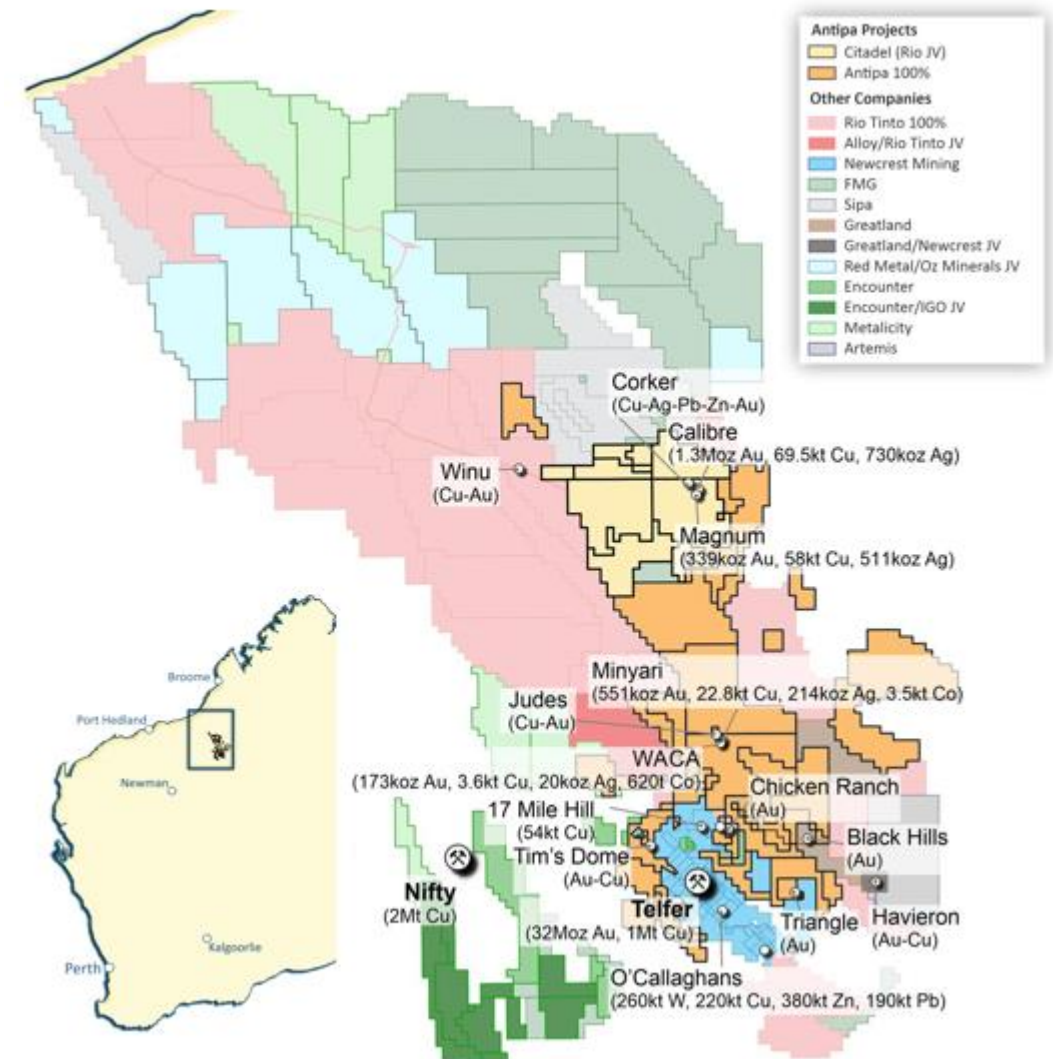 Antipa Projects
Citadel (Rio JV)
Antipa 100%
Other Companies
Rio Tinto 100%
Alloy/Rio Tinto JV
Newcrest Mining
FMG
Sipa
Greatland
Greatland/Newcrest JV
Red Metal/Oz Minerals JV
Encounter
Encounter/IGO JV
Metalicity
Artemis
Corker
(Cu-Ag-Pb-Zn-Au)
Calibre
(1.3Moz Au, 69.5kt Cu, 730koz Ag)
Winu
(Cu-Au)
Magnum
(339koz Au, 58kt Cu, 511koz Ag)
Minyari
(551koz Au, 22.8kt Cu, 214koz Ag, 3.5kt Co)
Judes
(Cu-Au)
WACA
(173koz Au, 3.6kt Cu, 20koz Ag, 620t Co)
Chicken Ranch
(Au)
17 Mile Hill
(54kt Cu)
Black Hills
(Au)
Tim's Dome
(Au-Cu)
Nifty
(2Mt Cu)
Telfer
(32Moz Au, 1Mt Cu)
Triangle
(Au)
Havieron
(Au-Cu)
O'Callaghans
(260kt W, 220kt Cu, 380kt Zn, 190kt Pb)
Broome
Port Hedland
Newman
Kalgoorlie
Perth